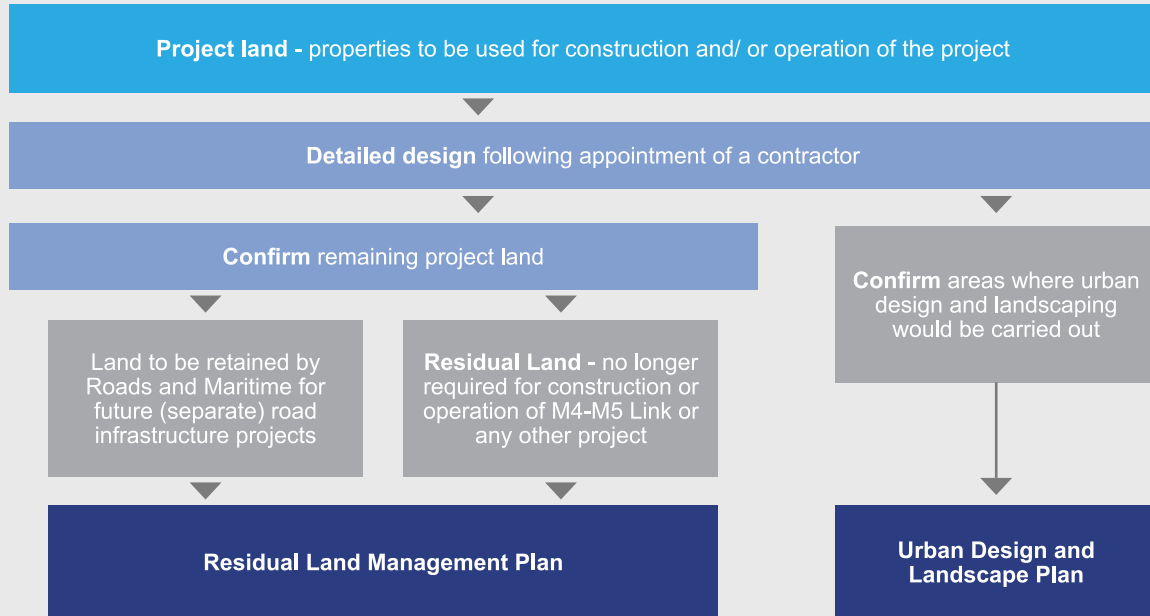 Project land - properties to be used for construction and/ or operation of the project
Detailed design following appointment of a contractor
Confirm remaining project land
Land to be retained by
Roads and Maritime for
future (separate) road
infrastructure projects
Residual Land - no longer
required for construction or
operation of M4-M5 Link or
any other project
Confirm areas where urban
design and landscaping
would be carried out
Residual Land Management Plan
Urban Design and
Landscape Plan